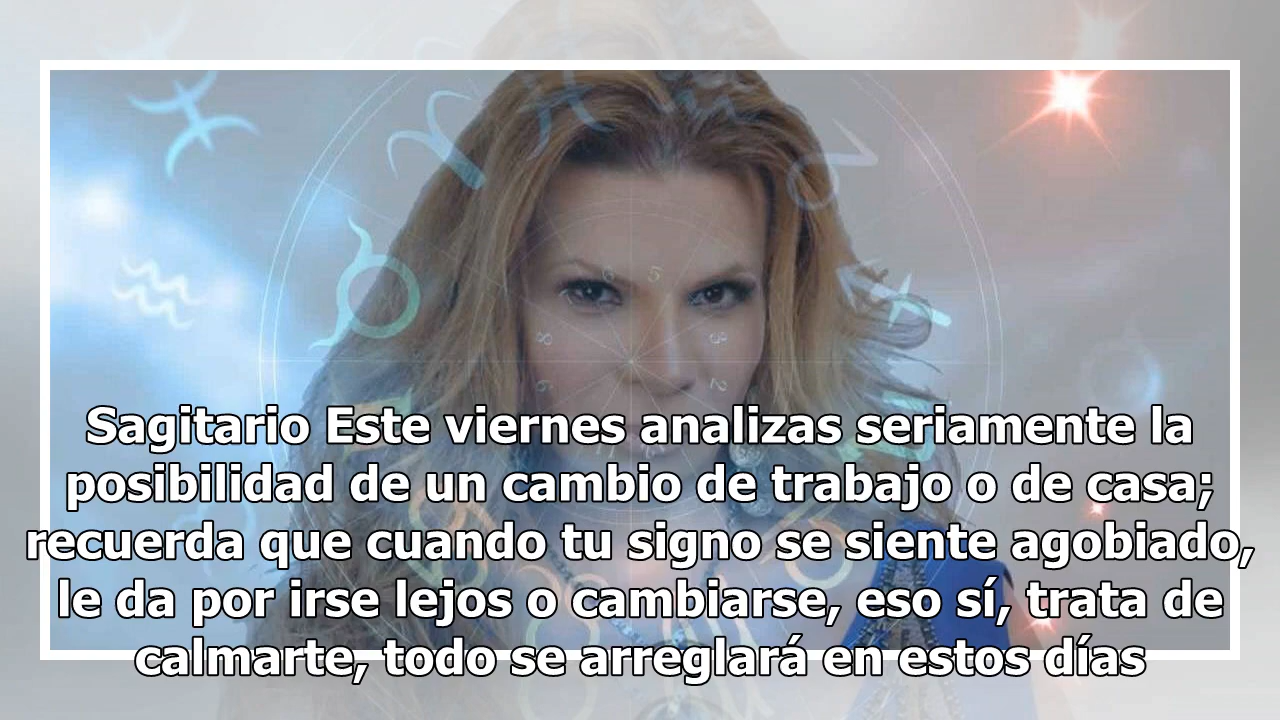 Sagitario Este viernes analizas seriamente la
posibilidad de un cambio de trabajo o de casa;
recuerda que cuando tu signo se siente agobiado,
le da por irse lejos o cambiarse, eso sí, trata de
calmarte, todo se arreglará en estos días